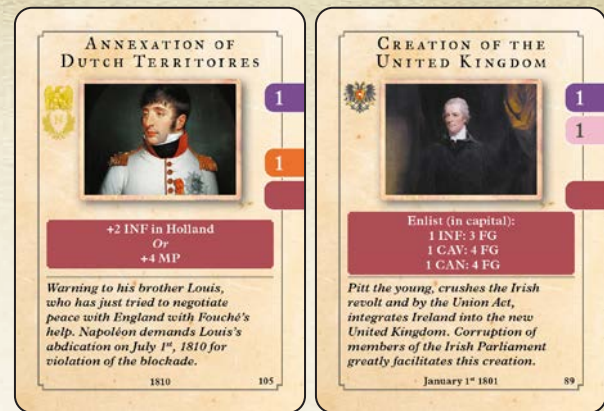 ANNEXATION OF
DUTCH TERRITOIRES
1
1
+2 INF in Holland
Or
+4 MP
Warning to his brother Louis,
who has just tried to negotiate
peace with England with Fouché's
help. Napoléon demands Louis's
abdication on July 1st, 1810 for
violation of the blockade.
1810
105
CREATION OF THE
UNITED KINGDOM
1
1
Enlist (in capital):
1 INF: 3 FG
1 CAV: 4 FG
1 CAN: 4 FG
Pitt the young, crushes the Irish
revolt and by the Union Act,
integrates Ireland into the new
United Kingdom. Corruption of
members of the Irish Parliament
greatly facilitates this creation.
January 1st 1801
89